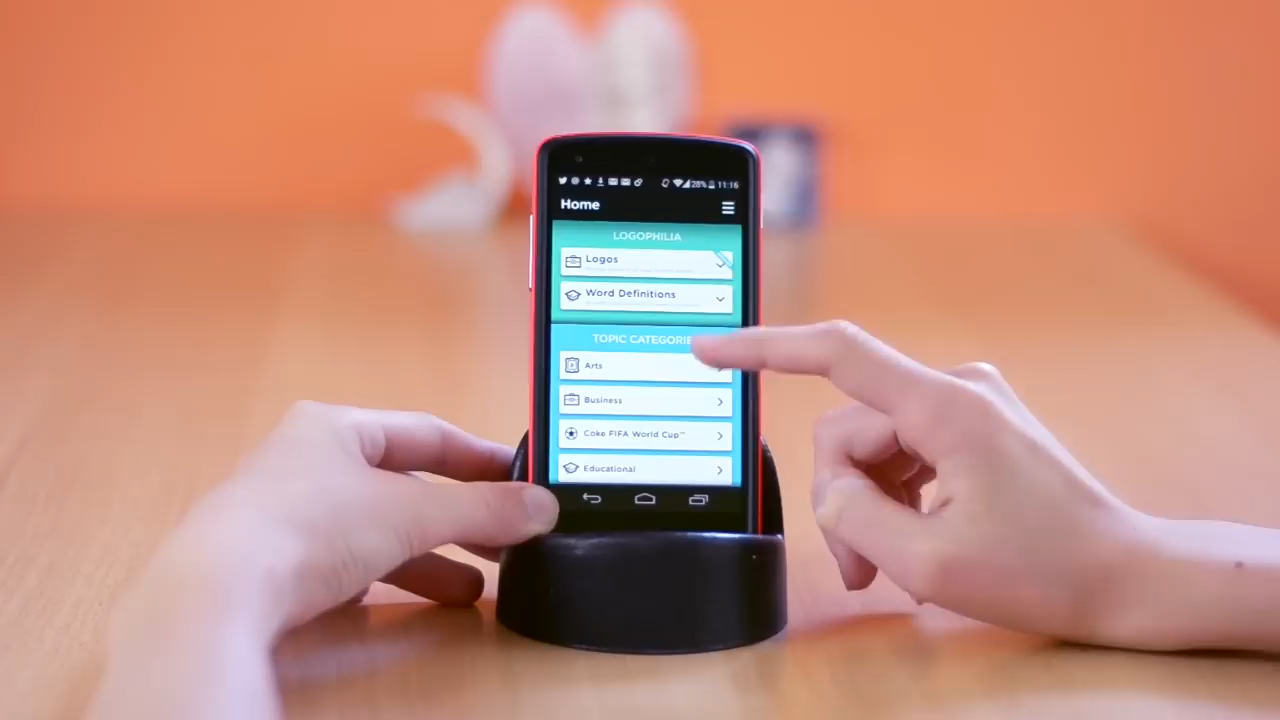 28% 11:16
Home
LOGOPHILIA
Logos
Word Definitions
TOPIC CATEGORIE
Arts
Business
Coke FIFA World Cup™
Educational